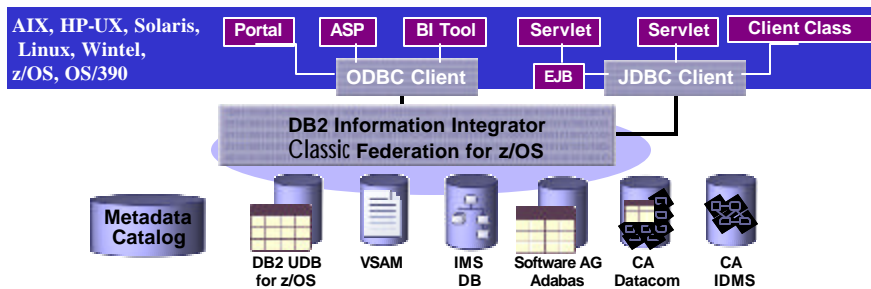 AIX, HP-UX, Solaris,
Linux, Wintel,
z/OS, OS/390
Portal
ASP
BI Tool
Servlet
Servlet
Client Class
ODBC Client
EJB
JDBC Client
DB2 Information Integrator
Classic Federation for z/OS
Metadata
Catalog
DB2 UDB
for z/OS
VSAM
IMS
DB
Software AG
Adabas
CA
Datacom
CA
IDMS